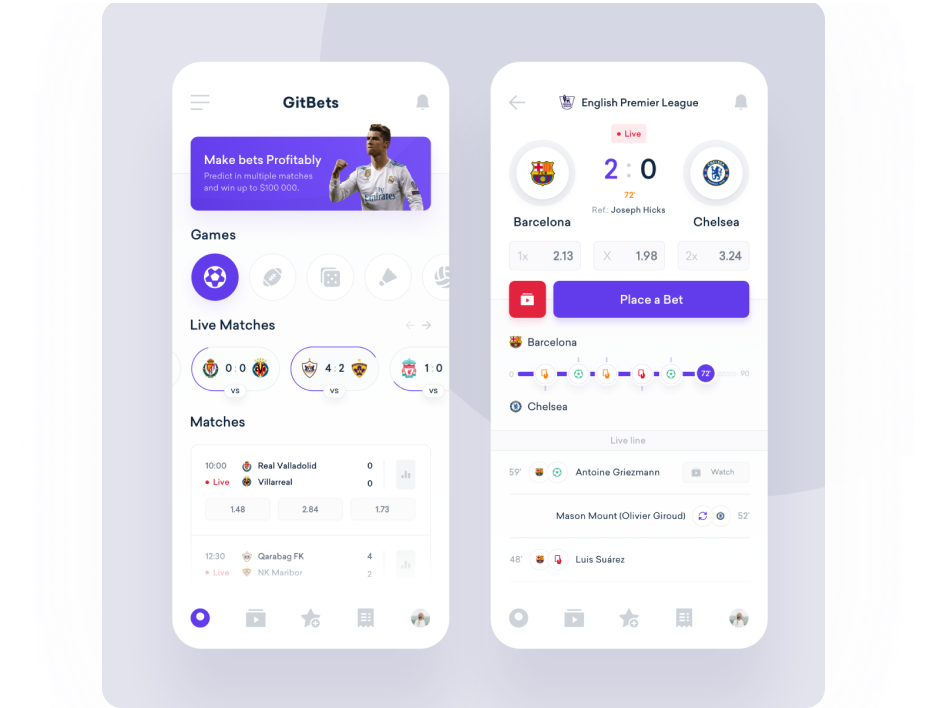 GitBets
Make bets Profitably
Predict in multiple matches
and win up to $100 000.
Fly
Emirates
Games
Live Matches
0 : 0
VS
4 : 2
VS
1 : 0
VS
Matches
10:00 Real Valladolid 0
• Live Villarreal 0
1.48 2.84 1.73
12:30 Qarabag FK 4
• Live NK Maribor 2
English Premier League
• Live
2 : 0
72'
Ref.: Joseph Hicks
Barcelona Chelsea
1x 2.13 X 1.98 2x 3.24
Place a Bet
Barcelona
0 72' 90
Chelsea
Live line
59' Antoine Griezmann Watch
Mason Mount (Olivier Giroud) 52'
48' Luis Suárez